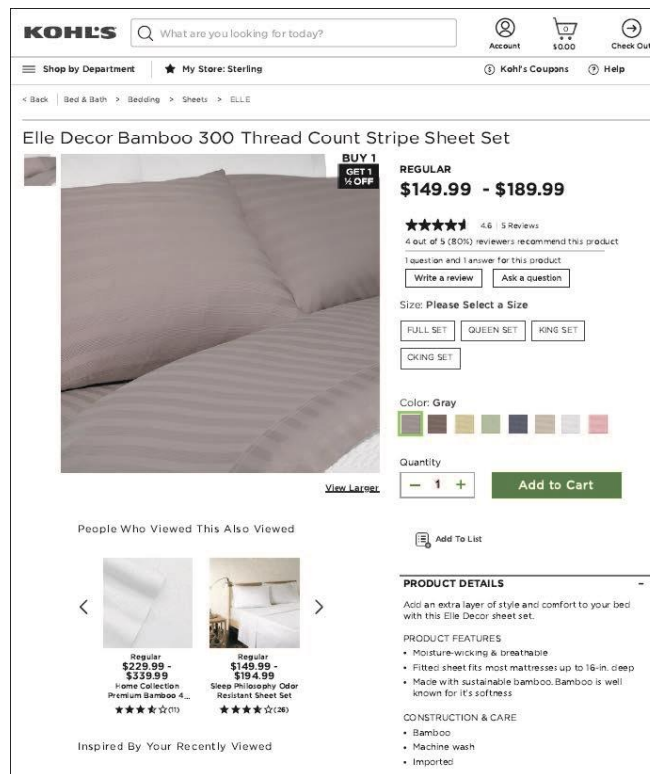 KOHL'S
What are you looking for today?
Account
0
$0.00
Check Out
Shop by Department
My Store: Sterling
Kohl's Coupons
Help
< Back Bed & Bath > Bedding > Sheets > ELLE
Elle Decor Bamboo 300 Thread Count Stripe Sheet Set
BUY 1
GET 1
½ OFF
REGULAR
$149.99 - $189.99
4.6 5 Reviews
4 out of 5 (80%) reviewers recommend this product
1 question and 1 answer for this product
Write a review
Ask a question
Size: Please Select a Size
FULL SET
QUEEN SET
KING SET
CKING SET
Color: Gray
Quantity
− 1 +
Add to Cart
View Larger
Add To List
People Who Viewed This Also Viewed
Regular
$229.99 -
$339.99
Home Collection
Premium Bamboo 4...
(11)
Regular
$149.99 -
$194.99
Sleep Philosophy Odor
Resistant Sheet Set
(26)
Inspired By Your Recently Viewed
PRODUCT DETAILS -
Add an extra layer of style and comfort to your bed
with this Elle Decor sheet set.
PRODUCT FEATURES
• Moisture-wicking & breathable
• Fitted sheet fits most mattresses up to 16-in. deep
• Made with sustainable bamboo. Bamboo is well
known for it's softness
CONSTRUCTION & CARE
• Bamboo
• Machine wash
• Imported